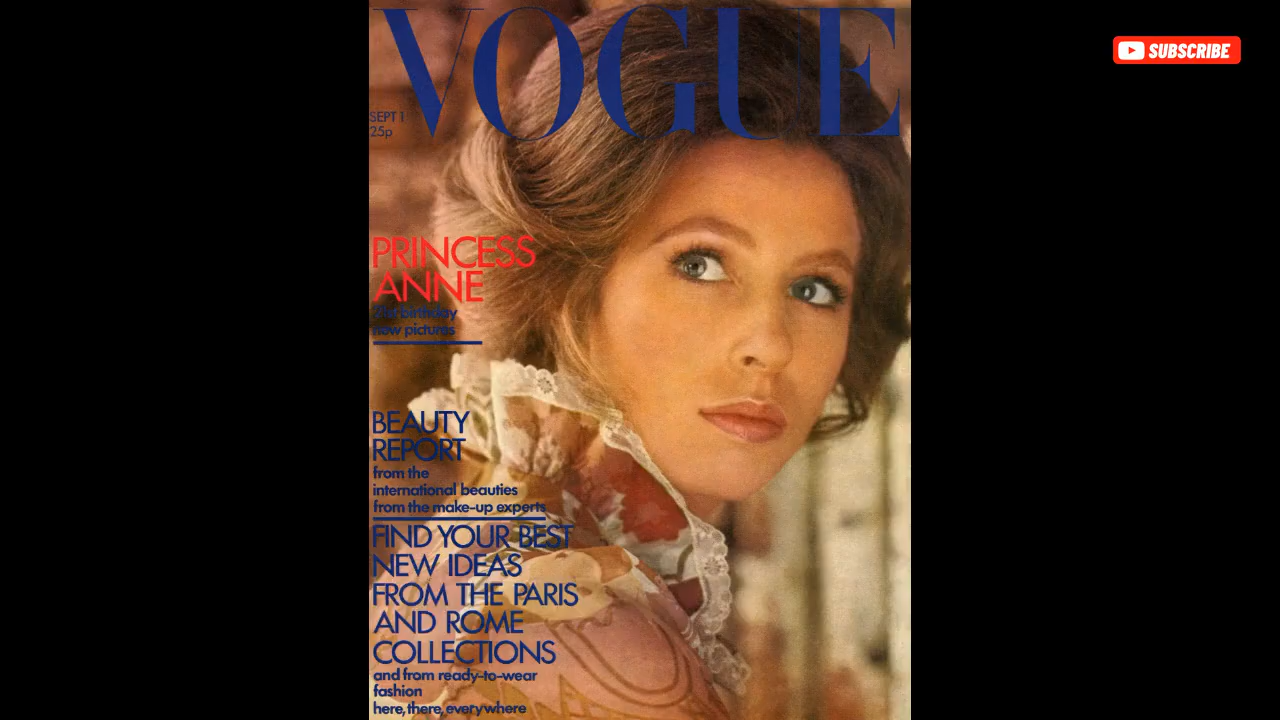 VOGUE
SUBSCRIBE
SEPT 1
25p
PRINCESS
ANNE
21st birthday
new pictures
BEAUTY
REPORT
from the
international beauties
from the make-up experts
FIND YOUR BEST
NEW IDEAS
FROM THE PARIS
AND ROME
COLLECTIONS
and from ready-to-wear
fashion
here, there, everywhere